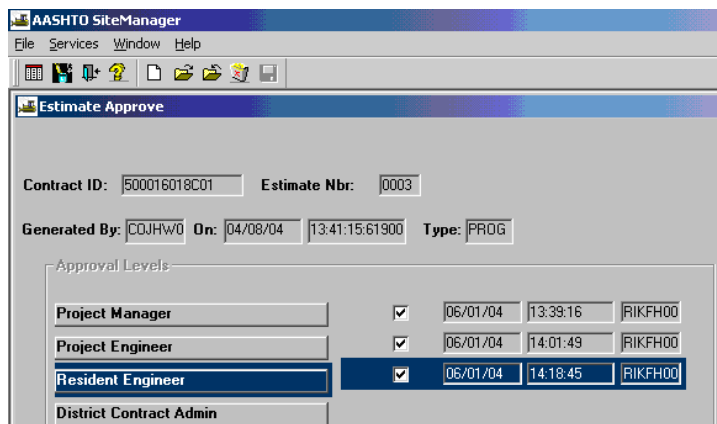 AASHTO SiteManager
File Services Window Help
Estimate Approve
Contract ID: 500016018C01 Estimate Nbr: 0003
Generated By: COJHW0 On: 04/08/04 13:41:15:61900 Type: PROG
Approval Levels
Project Manager 06/01/04 13:39:16 RIKFH00
Project Engineer 06/01/04 14:01:49 RIKFH00
Resident Engineer 06/01/04 14:18:45 RIKFH00
District Contract Admin